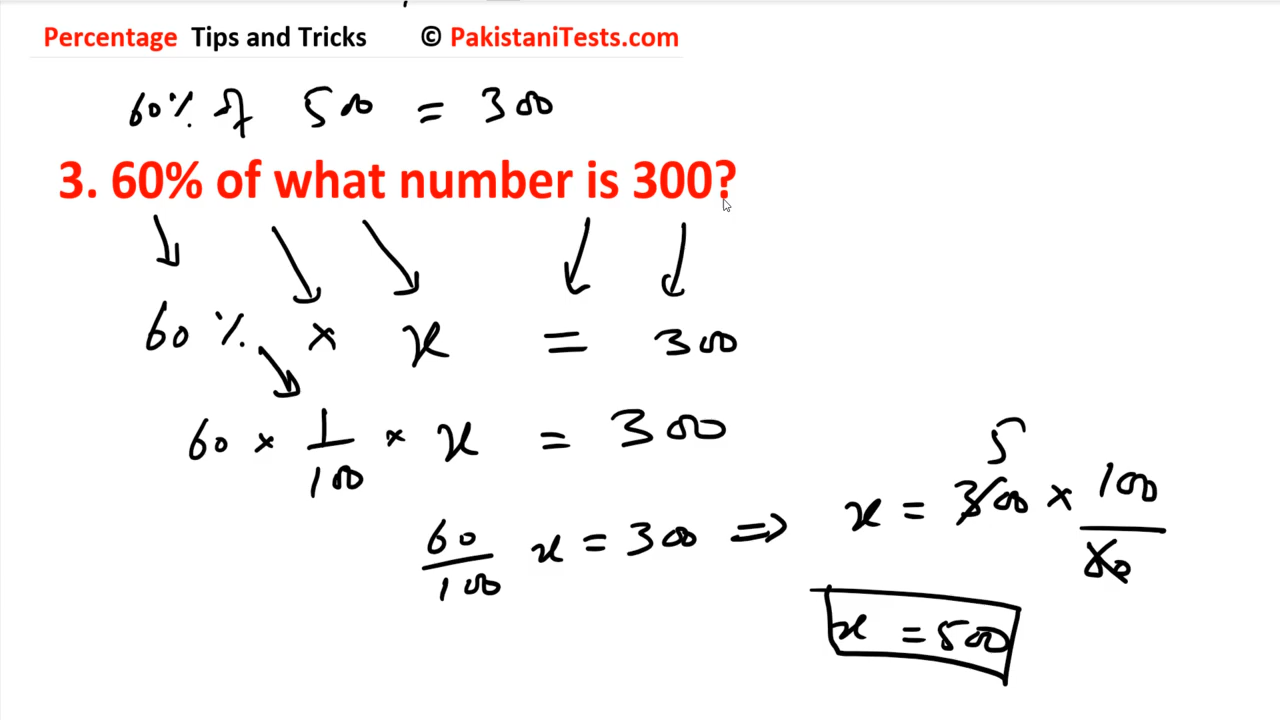 Percentage Tips and Tricks © PakistaniTests.com
60% of 500 = 300
3. 60% of what number is 300?
60% × x = 300
60 × 1/100 × x = 300
60/100 x = 300 ⇒ x = 300 × 100/60
5
x = 500